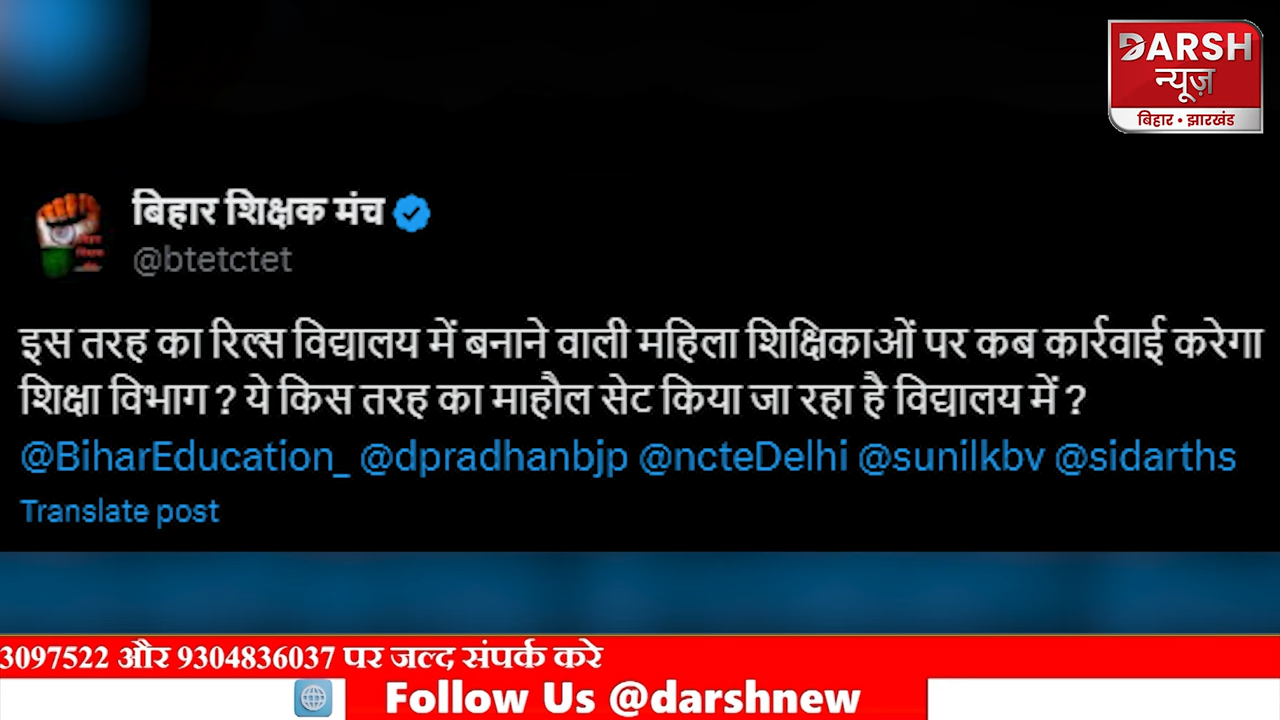 DARSH
न्यूज़
बिहार • झारखंड
बिहार शिक्षक मंच
@btetctet
इस तरह का रिल्स विद्यालय में बनाने वाली महिला शिक्षिकाओं पर कब कार्रवाई करेगा
शिक्षा विभाग ? ये किस तरह का माहौल सेट किया जा रहा है विद्यालय में ?
@BiharEducation_ @dpradhanbjp @ncteDelhi @sunilkbv @sidarths
Translate post
3097522 और 9304836037 पर जल्द संपर्क करे
Follow Us @darshnew